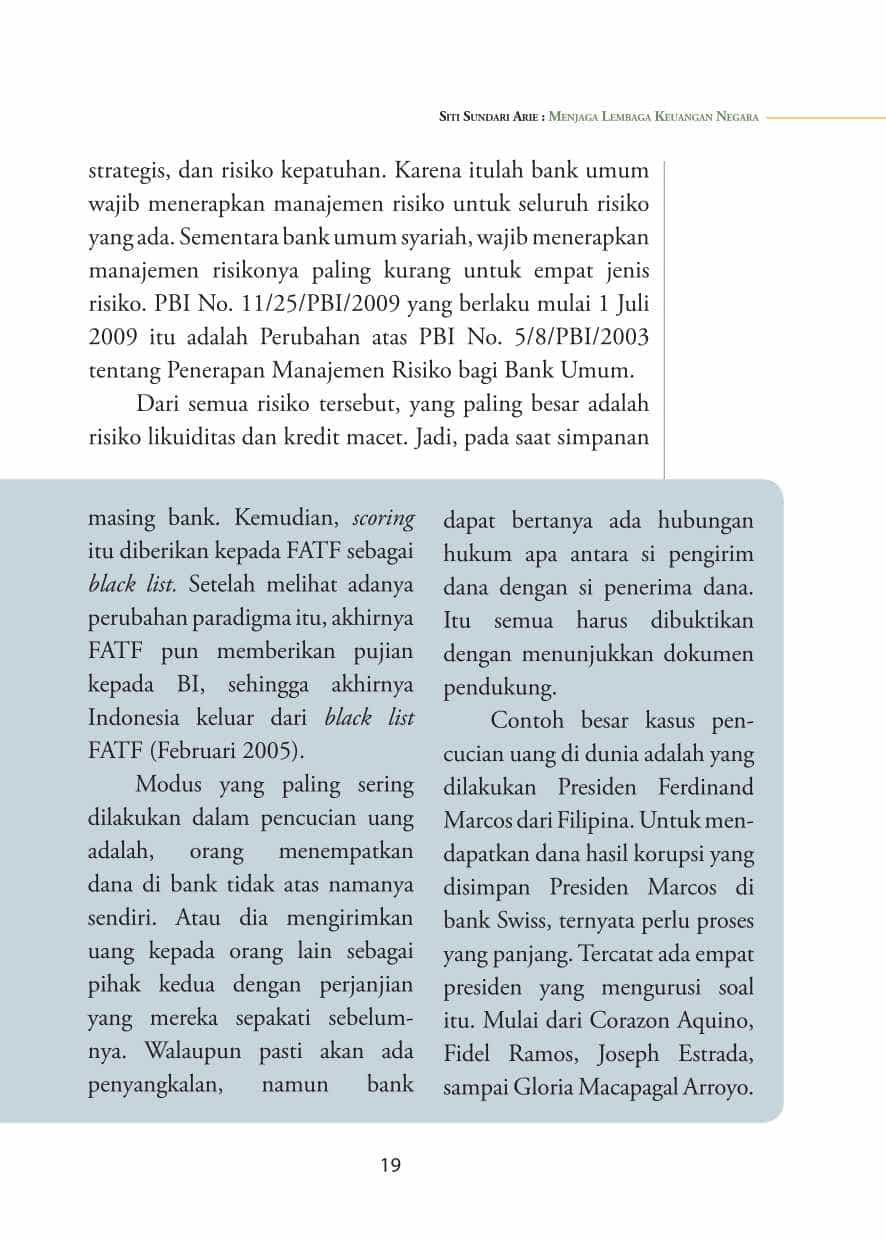 Siti Sundari Arie : Menjaga Lembaga Keuangan Negara
strategis, dan risiko kepatuhan. Karena itulah bank umum
wajib menerapkan manajemen risiko untuk seluruh risiko
yang ada. Sementara bank umum syariah, wajib menerapkan
manajemen risikonya paling kurang untuk empat jenis
risiko. PBI No. 11/25/PBI/2009 yang berlaku mulai 1 Juli
2009 itu adalah Perubahan atas PBI No. 5/8/PBI/2003
tentang Penerapan Manajemen Risiko bagi Bank Umum.
Dari semua risiko tersebut, yang paling besar adalah
risiko likuiditas dan kredit macet. Jadi, pada saat simpanan
masing bank. Kemudian, scoring
itu diberikan kepada FATF sebagai
black list. Setelah melihat adanya
perubahan paradigma itu, akhirnya
FATF pun memberikan pujian
kepada BI, sehingga akhirnya
Indonesia keluar dari black list
FATF (Februari 2005).
Modus yang paling sering
dilakukan dalam pencucian uang
adalah, orang menempatkan
dana di bank tidak atas namanya
sendiri. Atau dia mengirimkan
uang kepada orang lain sebagai
pihak kedua dengan perjanjian
yang mereka sepakati sebelum-
nya. Walaupun pasti akan ada
penyangkalan, namun bank
dapat bertanya ada hubungan
hukum apa antara si pengirim
dana dengan si penerima dana.
Itu semua harus dibuktikan
dengan menunjukkan dokumen
pendukung.
Contoh besar kasus pen-
cucian uang di dunia adalah yang
dilakukan Presiden Ferdinand
Marcos dari Filipina. Untuk men-
dapatkan dana hasil korupsi yang
disimpan Presiden Marcos di
bank Swiss, ternyata perlu proses
yang panjang. Tercatat ada empat
presiden yang mengurusi soal
itu. Mulai dari Corazon Aquino,
Fidel Ramos, Joseph Estrada,
sampai Gloria Macapagal Arroyo.
19